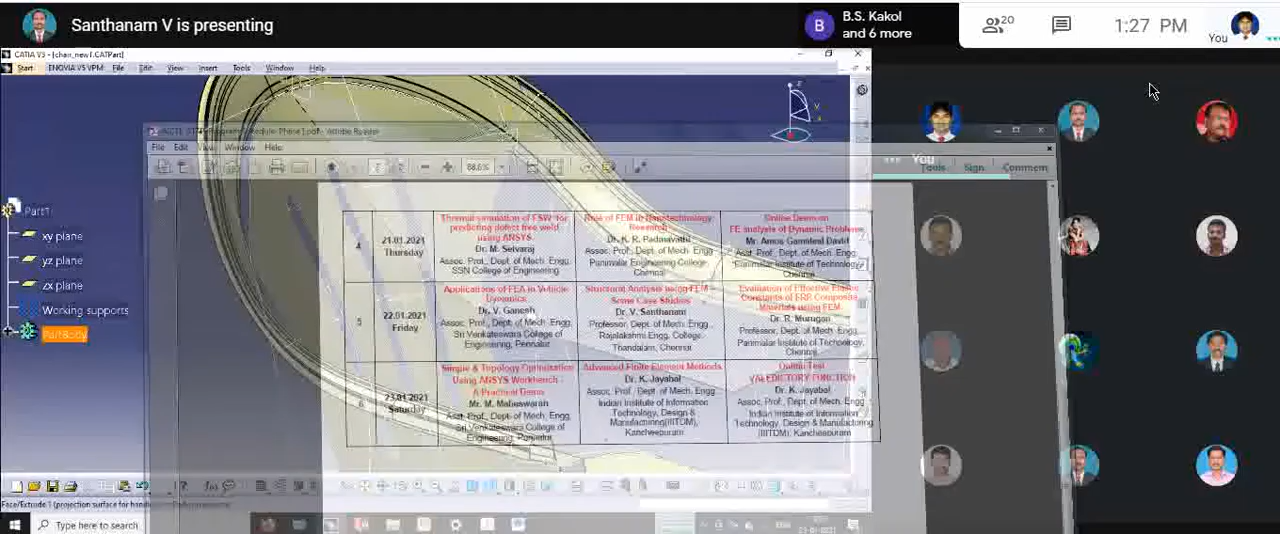 Santhanam V is presenting
B.S. Kakol
and 6 more
20
1:27 PM
You
CATIA V5 - [chair_new1.CATPart]
Start ENOVIA V5 VPM File Edit View Insert Tools Window Help
Adobe Reader
File Edit View Window Help
88.6%
You
Tools Sign Comment
Part1
xy plane
yz plane
zx plane
Working supports
PartBody
4
21.01.2021
Thursday
Thermal simulation of FSW for
predicting defect free weld
using ANSYS
Dr. M. Selvaraj
Assoc. Prof., Dept. of Mech. Engg.
SSN College of Engineering
Role of FEM in Nanotechnology
Research
Dr. K. R. Padmavathi
Assoc. Prof., Dept of Mech. Engg
Panimalar Engineering College
Chennai
Online Demo on
FE analysis of Dynamic Problems
Mr. Amos Gamaleal David
Asst. Prof., Dept. of Mech. Engg
Panimalar Institute of Technology
Chennai
5
22.01.2021
Friday
Applications of FEA in Vehicle
Dynamics
Dr. V. Ganesh
Assoc. Prof., Dept. of Mech. Engg.
Sri Venkateswara College of
Engineering, Pennalur
Structural Analysis using FEM –
Some Case Studies
Dr. V. Santhanam
Professor, Dept. of Mech. Engg.,
Rajalakshmi Engg. College,
Thandalam, Chennai
Evaluation of Effective Elastic
Constants of FRP Composite
Materials using FEM
Dr. R. Murugan
Professor, Dept. of Mech. Engg
Panimalar Institute of Technology,
Chennai
6
23.01.2021
Saturday
Simple & Topology Optimisation
Using ANSYS Workbench -
A Practical Demo
Mr. M. Maheswaran
Asst. Prof., Dept. of Mech. Engg.
Sri Venkateswara College of
Engineering, Pennalur
Advanced Finite Element Methods
Dr. K. Jayabal
Assoc. Prof., Dept. of Mech. Engg
Indian Institute of Information
Technology, Design &
Manufacturing(IIITDM),
Kancheepuram
Online Test
VALEDICTORY FUNCTION
Dr. K. Jayabal
Assoc. Prof., Dept. of Mech. Engg
Indian Institute of Information
Technology, Design & Manufacturing
(IIITDM), Kancheepuram
Type here to search